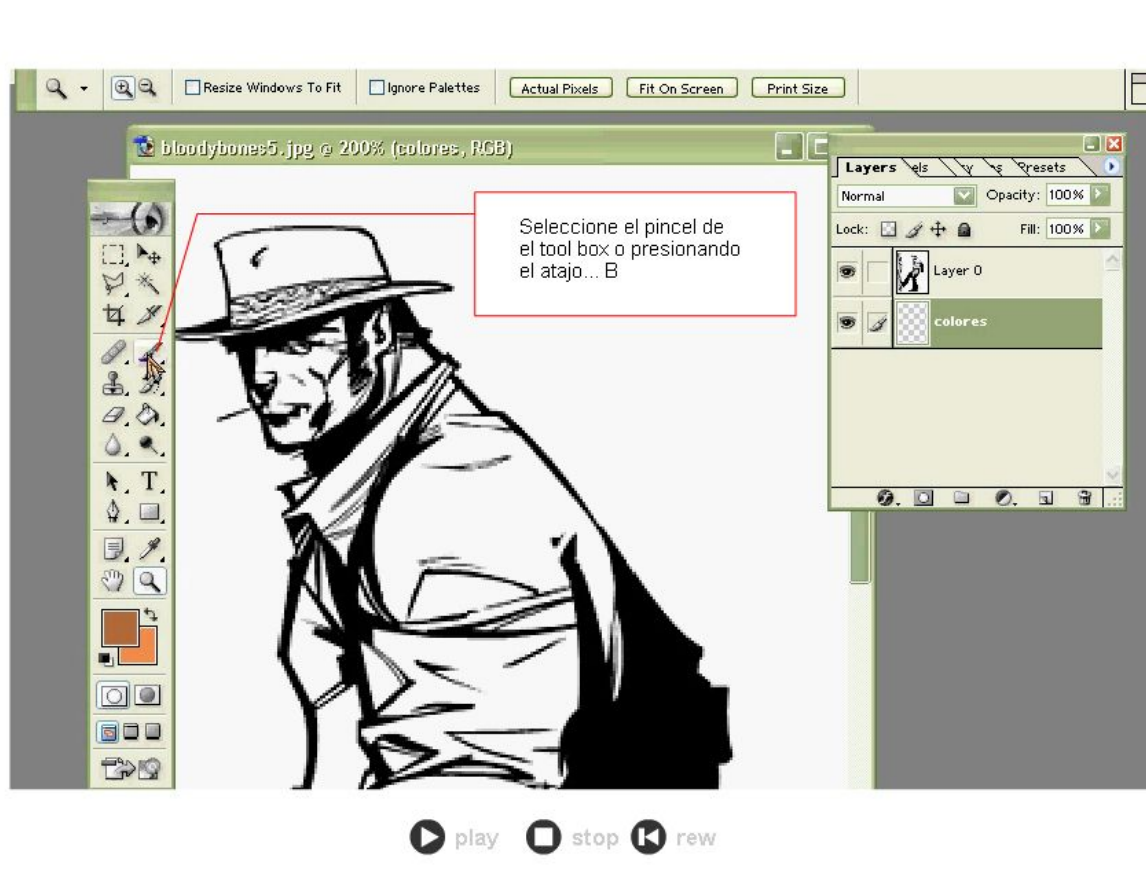 Resize Windows To Fit
Ignore Palettes
Actual Pixels
Fit On Screen
Print Size
bloodybones5.jpg @ 200% (colores, RGB)
Layers
els
Presets
Normal
Opacity: 100%
Lock:
Fill: 100%
Layer 0
colores
Seleccione el pincel de
el tool box o presionando
el atajo... B
T
play
stop
rew